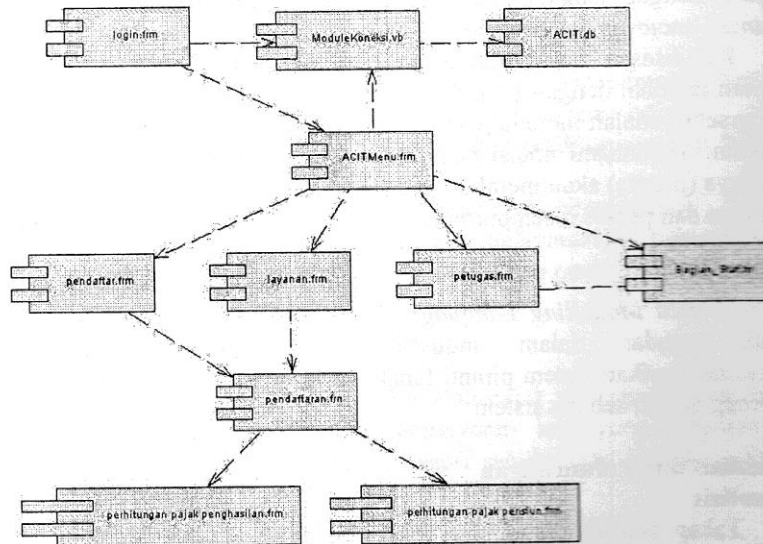 login.frm
ModuleKoneksi.vb
ACIT.db
ACITMenu.frm
pendaftar.frm
layanan.frm
petugas.frm
pendaftaran.frm
perhitungan pajak penghasilan.frm
perhitungan pajak pensiun.frm